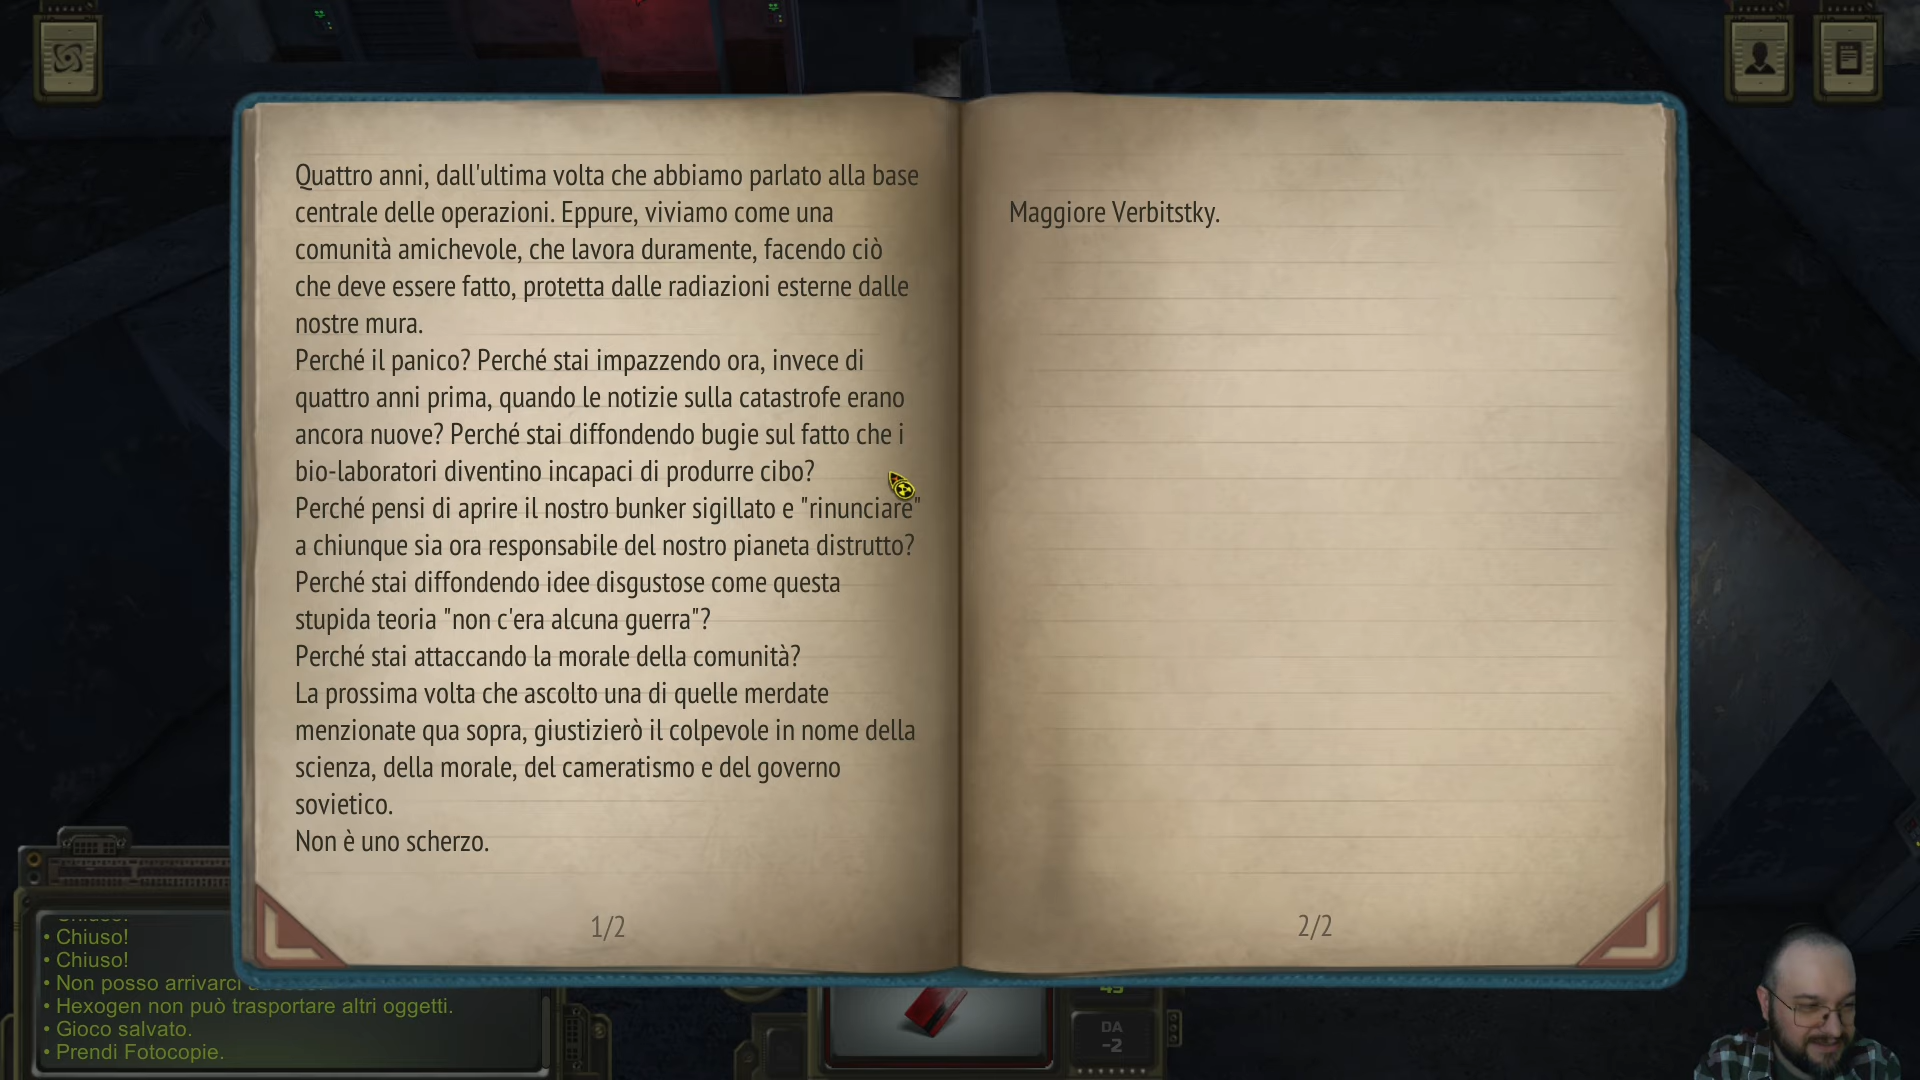 Quattro anni, dall'ultima volta che abbiamo parlato alla base
centrale delle operazioni. Eppure, viviamo come una
comunità amichevole, che lavora duramente, facendo ciò
che deve essere fatto, protetta dalle radiazioni esterne dalle
nostre mura.
Perché il panico? Perché stai impazzendo ora, invece di
quattro anni prima, quando le notizie sulla catastrofe erano
ancora nuove? Perché stai diffondendo bugie sul fatto che i
bio-laboratori diventino incapaci di produrre cibo?
Perché pensi di aprire il nostro bunker sigillato e "rinunciare"
a chiunque sia ora responsabile del nostro pianeta distrutto?
Perché stai diffondendo idee disgustose come questa
stupida teoria "non c'era alcuna guerra"?
Perché stai attaccando la morale della comunità?
La prossima volta che ascolto una di quelle merdate
menzionate qua sopra, giustizierò il colpevole in nome della
scienza, della morale, del cameratismo e del governo
sovietico.
Non è uno scherzo.
1/2
Maggiore Verbitstky.
2/2
• Chiuso!
• Chiuso!
• Non posso arrivarci
• Hexogen non può trasportare altri oggetti.
• Gioco salvato.
• Prendi Fotocopie.
DA
-2